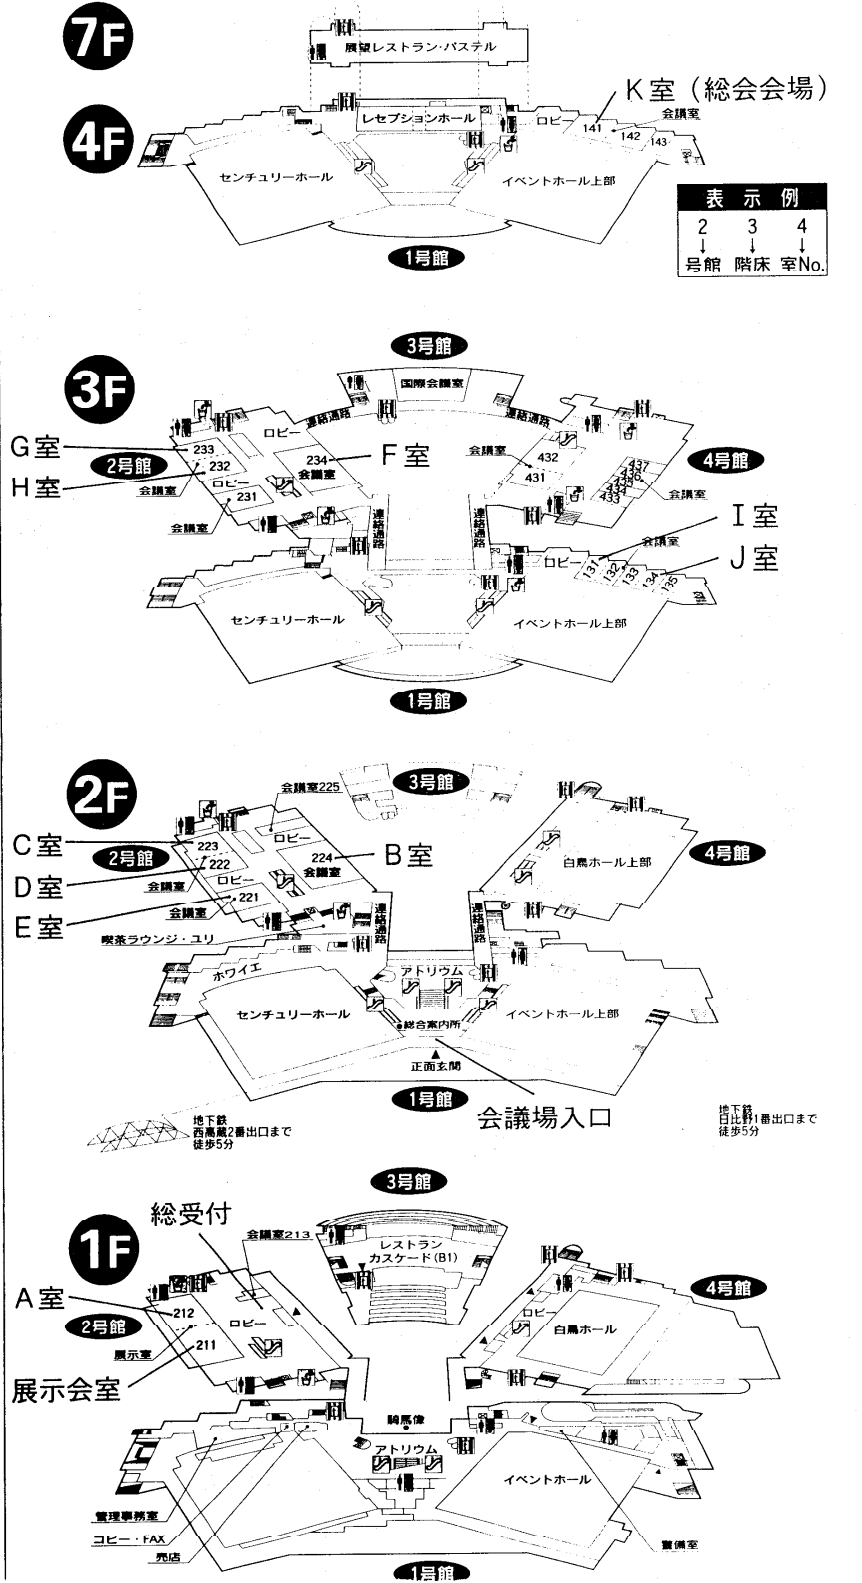 7F
展望レストラン・パステル
K室（総会会場）
4F
レセプションホール
ロビー
141
会議室
142
143
センチュリーホール
イベントホール上部
表示例
2 3 4
↓ ↓ ↓
号館 階床 室No.
1号館
3号館
3F
国際会議室
連絡通路
連絡通路
ロビー
G室
233
234
F室
会議室
432
437
436
435
434
433
4号館
2号館
232
会議室
431
H室
会議室
ロビー
231
会議室
会議室
連絡通路
連絡通路
I室
会議室
J室
ロビー
131
132
133
134
135
センチュリーホール
イベントホール上部
1号館
2F
会議室225
3号館
C室
223
ロビー
B室
224
会議室
4号館
2号館
白鳥ホール上部
D室
222
会議室
ロビー
E室
221
会議室
連絡通路
連絡通路
喫茶ラウンジ・ユリ
ホワイエ
アトリウム
センチュリーホール
イベントホール上部
総合案内所
正面玄関
1号館
会議場入口
地下鉄
西高蔵2番出口まで
徒歩5分
地下鉄
日比野1番出口まで
徒歩5分
3号館
総受付
会議室213
1F
レストラン
カスケード(B1)
4号館
A室
212
ロビー
ロビー
2号館
白鳥ホール
展示室
211
展示会室
騎馬像
アトリウム
イベントホール
管理事務室
コピー・FAX
売店
警備室
1号館